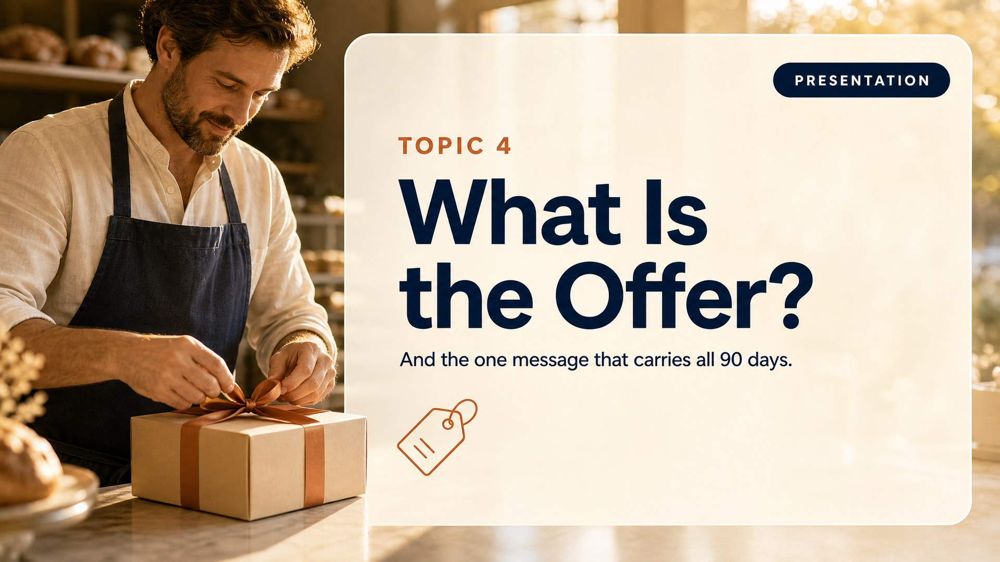 PRESENTATION
TOPIC 4
What Is
the Offer?
And the one message that carries all 90 days.